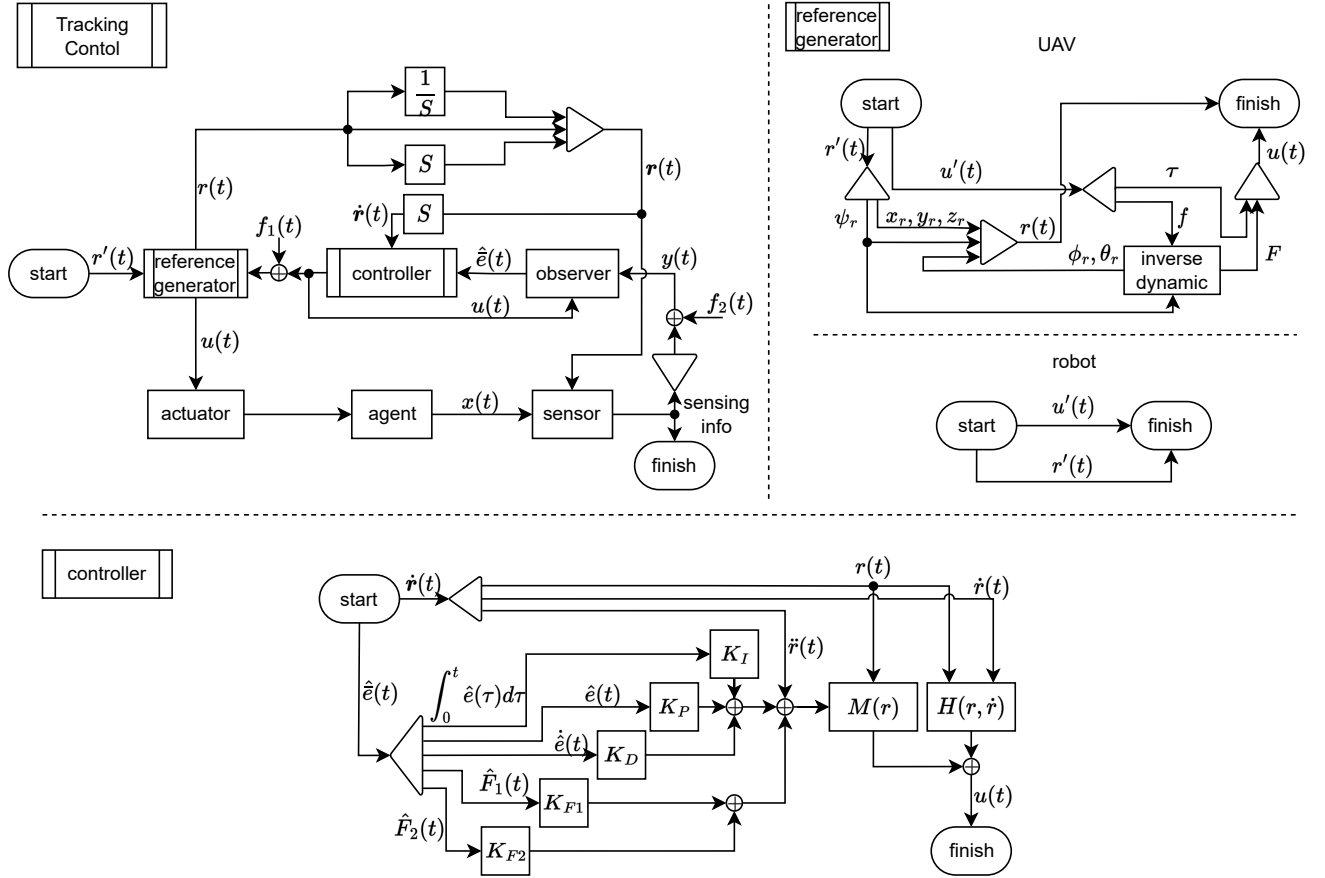 Tracking
Contol
1
S
S
r(t)
𝒓(t)
ṙ(t)
S
f₁(t)
start
r′(t)
reference
generator
controller
ê̄(t)
observer
y(t)
u(t)
f₂(t)
u(t)
actuator
agent
x(t)
sensor
sensing
info
finish
reference
generator
UAV
start
finish
r′(t)
u′(t)
τ
u(t)
ψᵣ
xᵣ, yᵣ, zᵣ
r(t)
f
ϕᵣ, θᵣ
inverse
dynamic
F
robot
start
u′(t)
finish
r′(t)
controller
start
ṙ(t)
r(t)
ṙ(t)
r̈(t)
ê̄(t)
∫₀ᵗ ê(τ)dτ
K_I
ê(t)
K_P
ê̇(t)
K_D
F̂₁(t)
K_F1
F̂₂(t)
K_F2
M(r)
H(r, ṙ)
u(t)
finish